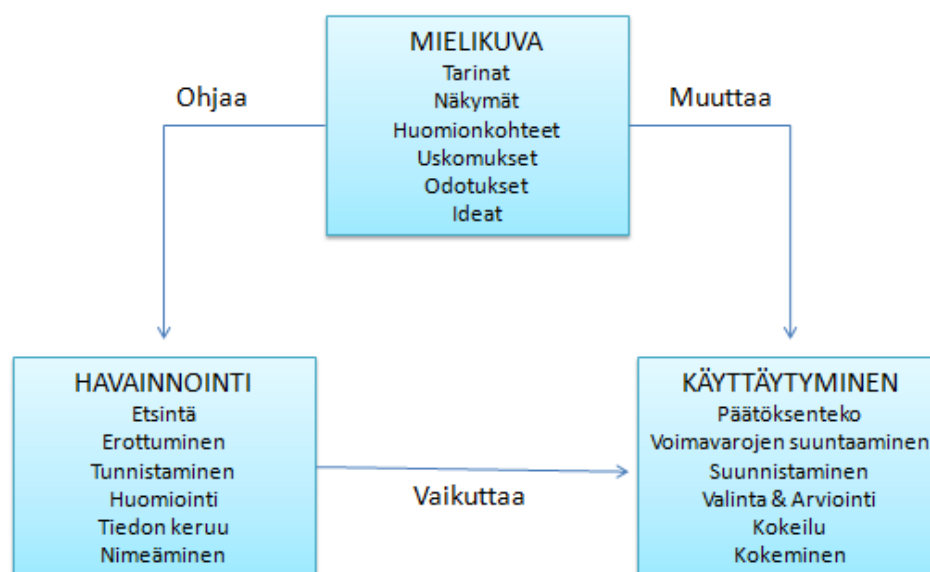 MIELIKUVA
Tarinat
Näkymät
Huomionkohteet
Uskomukset
Odotukset
Ideat
Ohjaa
Muuttaa
HAVAINNOINTI
Etsintä
Erottuminen
Tunnistaminen
Huomiointi
Tiedon keruu
Nimeäminen
Vaikuttaa
KÄYTTÄYTYMINEN
Päätöksenteko
Voimavarojen suuntaaminen
Suunnistaminen
Valinta & Arviointi
Kokeilu
Kokeminen